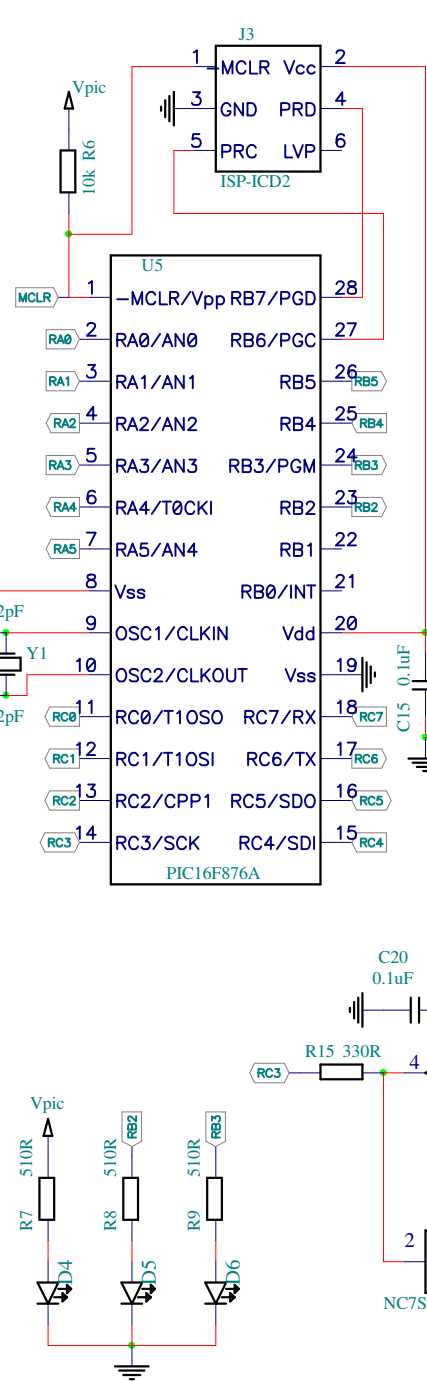 J3
1 MCLR Vcc 2
3 GND PRD 4
5 PRC LVP 6
ISP-ICD2
Vpic
10k R6
U5
MCLR 1 -MCLR/Vpp RB7/PGD 28
RA0 2 RA0/AN0 RB6/PGC 27
RA1 3 RA1/AN1 RB5 26 RB5
RA2 4 RA2/AN2 RB4 25 RB4
RA3 5 RA3/AN3 RB3/PGM 24 RB3
RA4 6 RA4/T0CKI RB2 23 RB2
RA5 7 RA5/AN4 RB1 22
8 Vss RB0/INT 21
2pF
9 OSC1/CLKIN Vdd 20
Y1
10 OSC2/CLKOUT Vss 19
2pF
C15 0.1uF
RC0 11 RC0/T1OSO RC7/RX 18 RC7
RC1 12 RC1/T1OSI RC6/TX 17 RC6
RC2 13 RC2/CPP1 RC5/SDO 16 RC5
RC3 14 RC3/SCK RC4/SDI 15 RC4
PIC16F876A
C20
0.1uF
R15 330R
RC3
4
Vpic
RB2
RB3
R7 510R
R8 510R
R9 510R
2
D4
D5
D6
NC7S